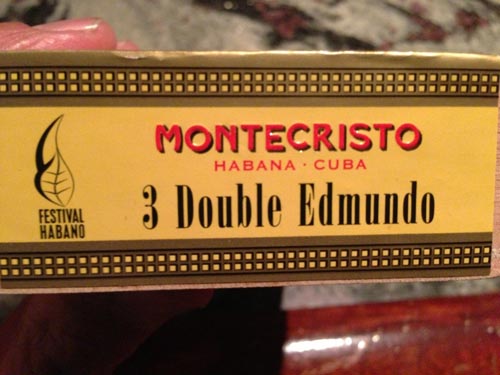 MONTECRISTO
HABANA · CUBA
3 Double Edmundo
FESTIVAL
HABANO